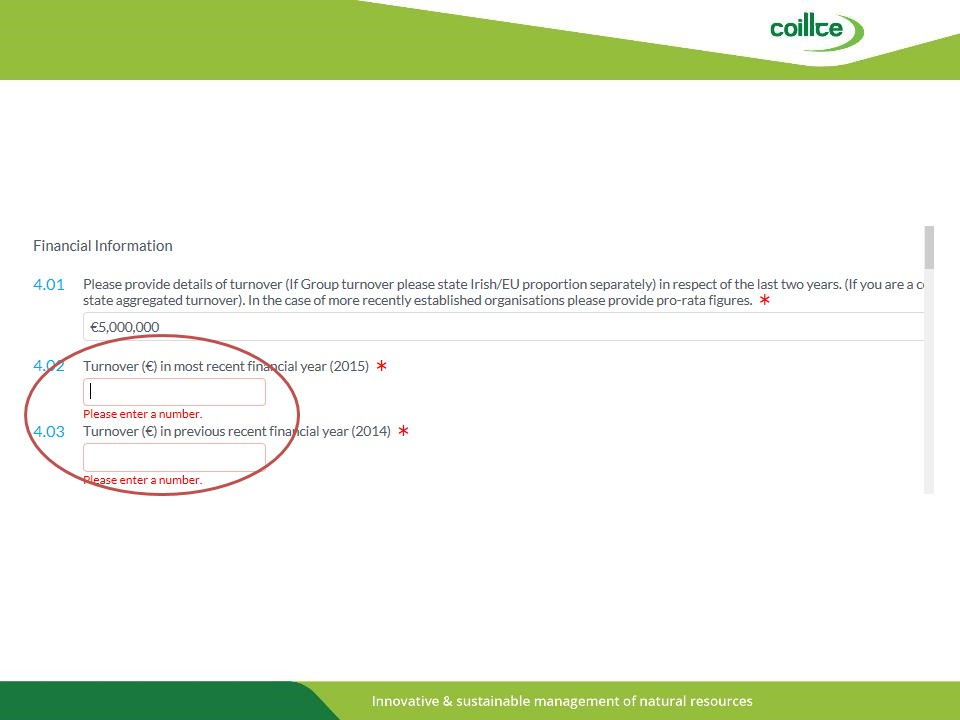 coillte
Financial Information
4.01 Please provide details of turnover (If Group turnover please state Irish/EU proportion separately) in respect of the last two years. (If you are a
state aggregated turnover). In the case of more recently established organisations please provide pro-rata figures. *
€5,000,000
4.02 Turnover (€) in most recent financial year (2015) *
Please enter a number.
4.03 Turnover (€) in previous recent financial year (2014) *
Please enter a number.
Innovative & sustainable management of natural resources